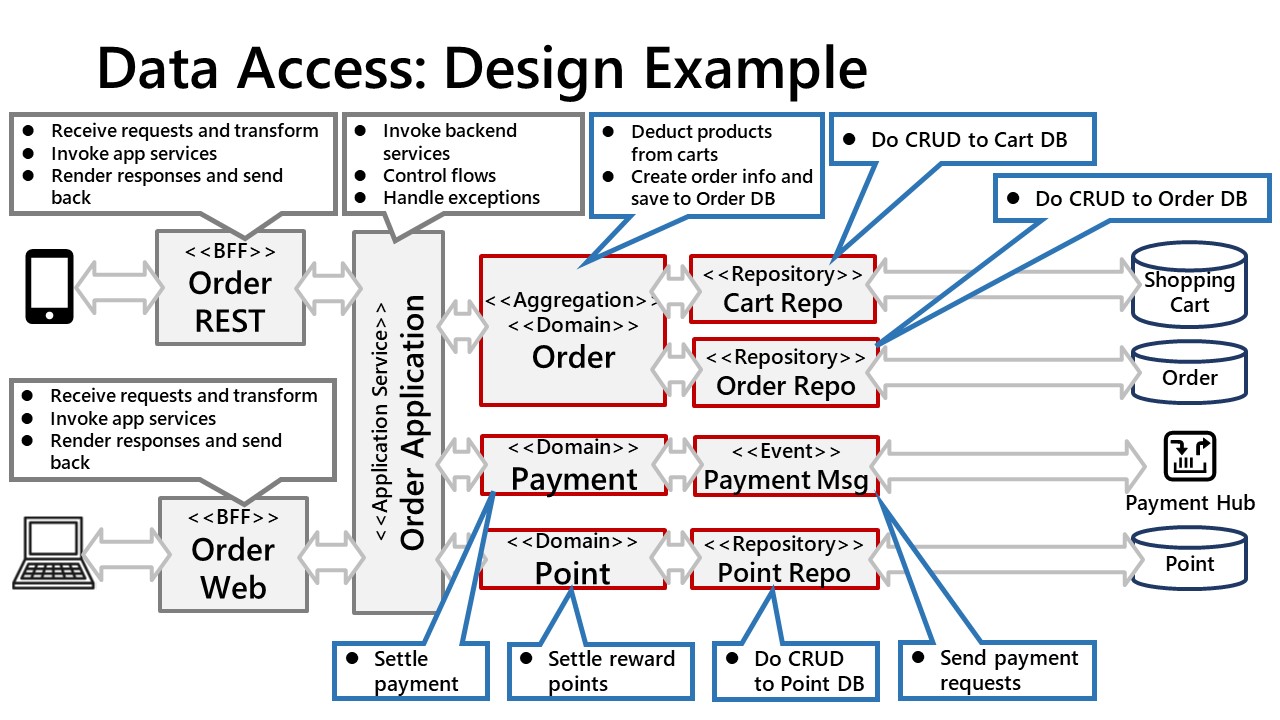 Data Access: Design Example
● Receive requests and transform
● Invoke app services
● Render responses and send
back
● Invoke backend
services
● Control flows
● Handle exceptions
● Deduct products
from carts
● Create order info and
save to Order DB
● Do CRUD to Cart DB
● Do CRUD to Order DB
<<BFF>>
Order
REST
<<Application Service>>
Order Application
<<Aggregation>>
<<Domain>>
Order
<<Repository>>
Cart Repo
Shopping
Cart
<<Repository>>
Order Repo
Order
● Receive requests and transform
● Invoke app services
● Render responses and send
back
<<Domain>>
Payment
<<Event>>
Payment Msg
Payment Hub
<<BFF>>
Order
Web
<<Domain>>
Point
<<Repository>>
Point Repo
Point
● Settle
payment
● Settle reward
points
● Do CRUD
to Point DB
● Send payment
requests